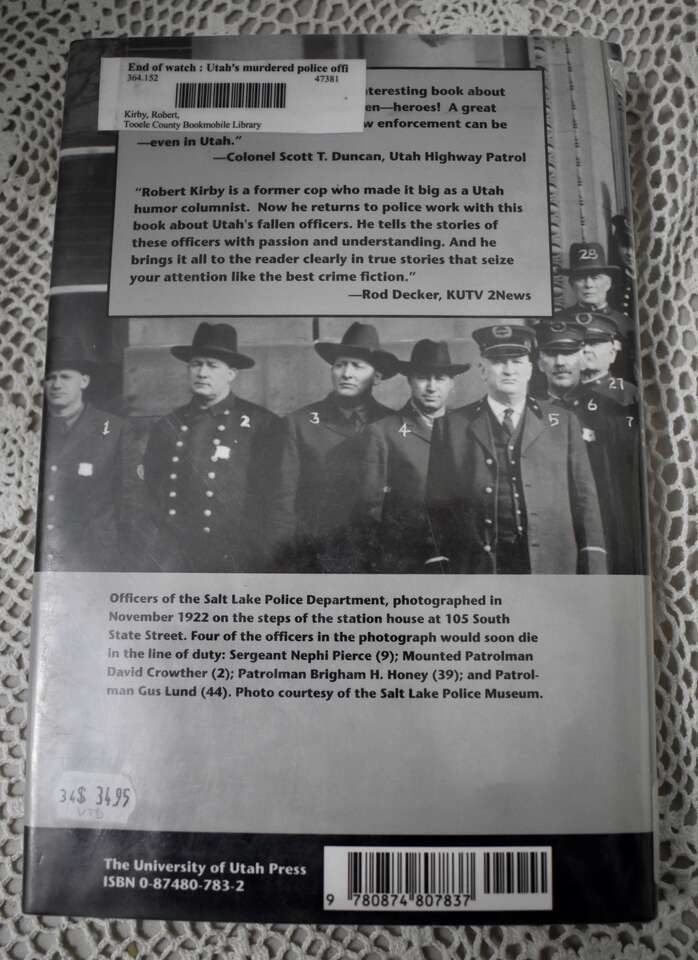 End of watch : Utah's murdered police offi
364.152 47381
Kirby, Robert,
Tooele County Bookmobile Library
nteresting book about
en—heroes! A great
w enforcement can be
—even in Utah."
—Colonel Scott T. Duncan, Utah Highway Patrol
"Robert Kirby is a former cop who made it big as a Utah
humor columnist. Now he returns to police work with this
book about Utah's fallen officers. He tells the stories of
these officers with passion and understanding. And he
brings it all to the reader clearly in true stories that seize
your attention like the best crime fiction."
—Rod Decker, KUTV 2News
28
27
1 2 3 4 5 6 7
Officers of the Salt Lake Police Department, photographed in
November 1922 on the steps of the station house at 105 South
State Street. Four of the officers in the photograph would soon die
in the line of duty: Sergeant Nephi Pierce (9); Mounted Patrolman
David Crowther (2); Patrolman Brigham H. Honey (39); and Patrol-
man Gus Lund (44). Photo courtesy of the Salt Lake Police Museum.
34$ 34.95
The University of Utah Press
ISBN 0-87480-783-2
9 780874 807837